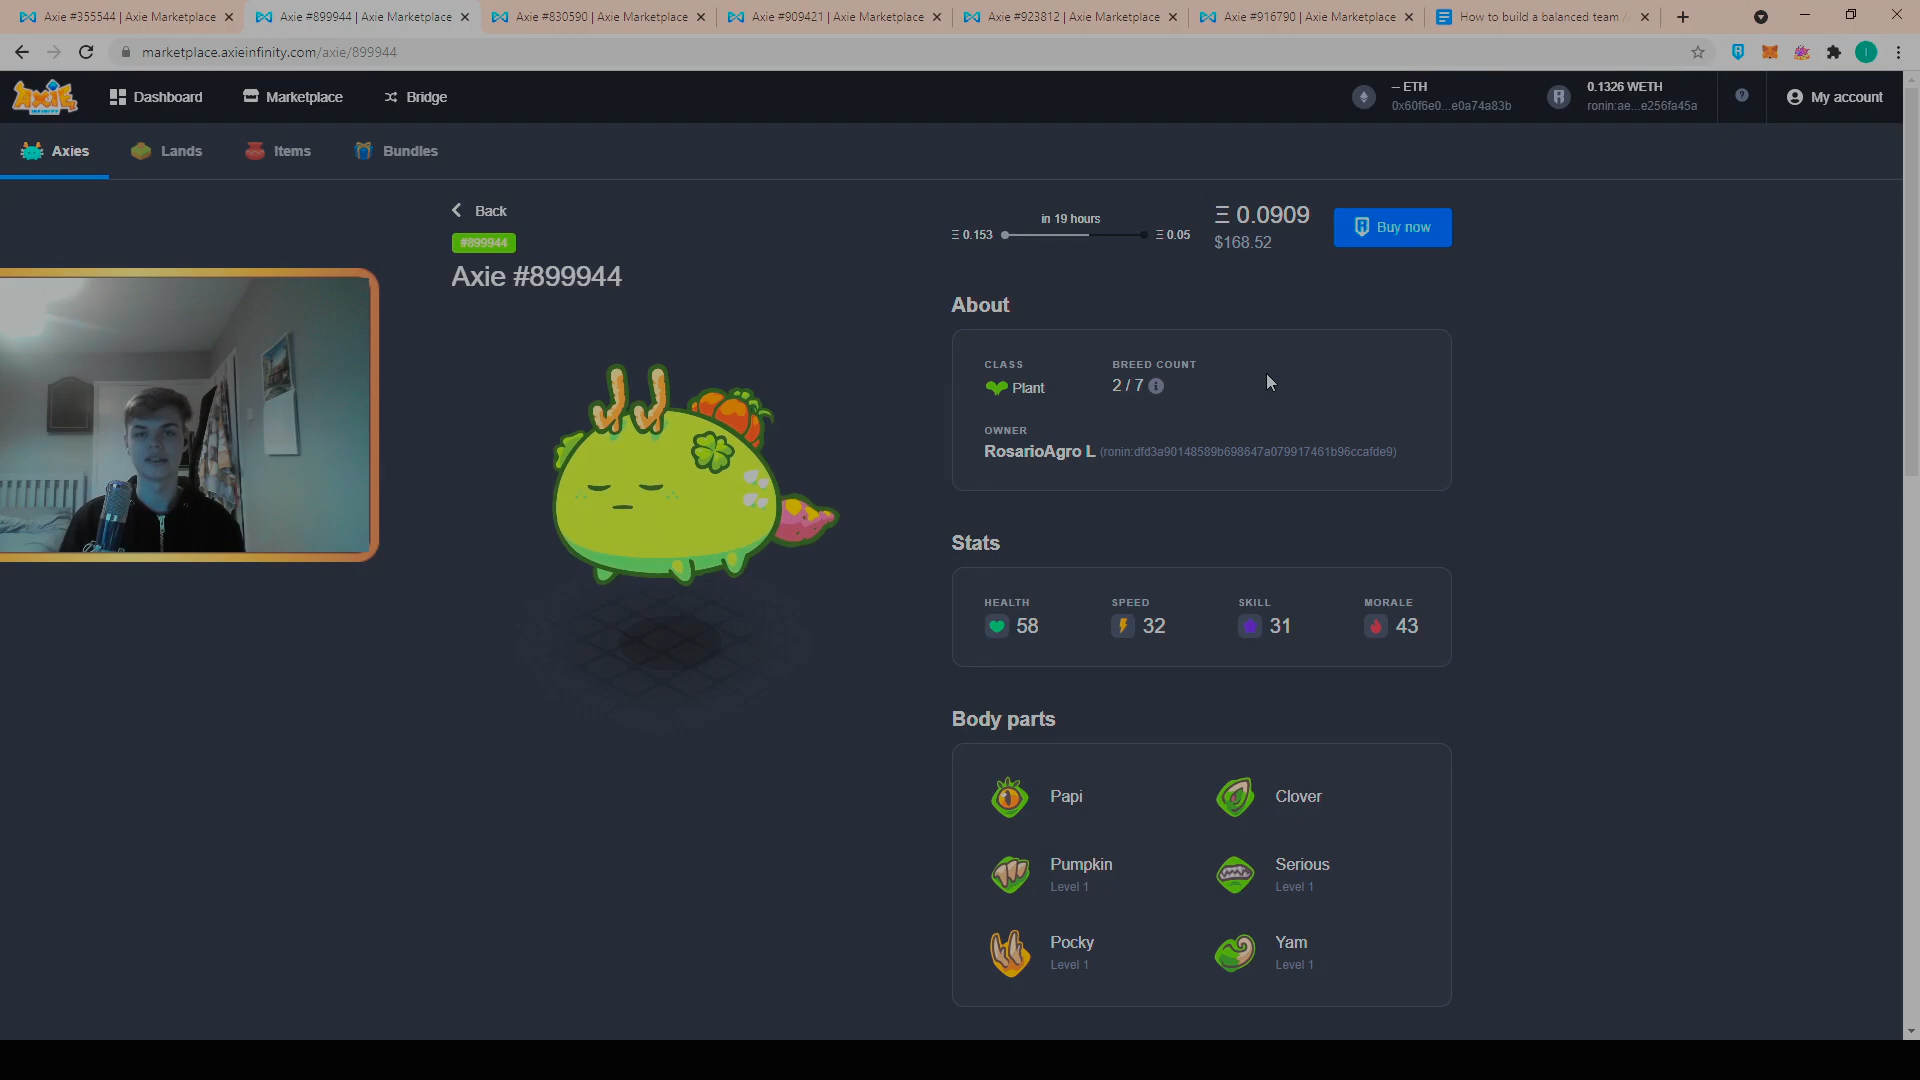 Axie #355544 | Axie Marketplace
Axie #899944 | Axie Marketplace
Axie #830590 | Axie Marketplace
Axie #909421 | Axie Marketplace
Axie #923812 | Axie Marketplace
Axie #916790 | Axie Marketplace
How to build a balanced team /
marketplace.axieinfinity.com/axie/899944
I
AXIE
Dashboard
Marketplace
Bridge
-- ETH
0x60f6e0...e0a74a83b
0.1326 WETH
ronin:ae...e256fa45a
?
My account
Axies
Lands
Items
Bundles
Back
#899944
Axie #899944
in 19 hours
Ξ 0.153
Ξ 0.05
Ξ 0.0909
$168.52
Buy now
About
CLASS
BREED COUNT
Plant
2 / 7
OWNER
RosarioAgro L (ronin:dfd3a90148589b698647a079917461b96ccafde9)
Stats
HEALTH
SPEED
SKILL
MORALE
58
32
31
43
Body parts
Papi
Clover
Pumpkin
Level 1
Serious
Level 1
Pocky
Level 1
Yam
Level 1